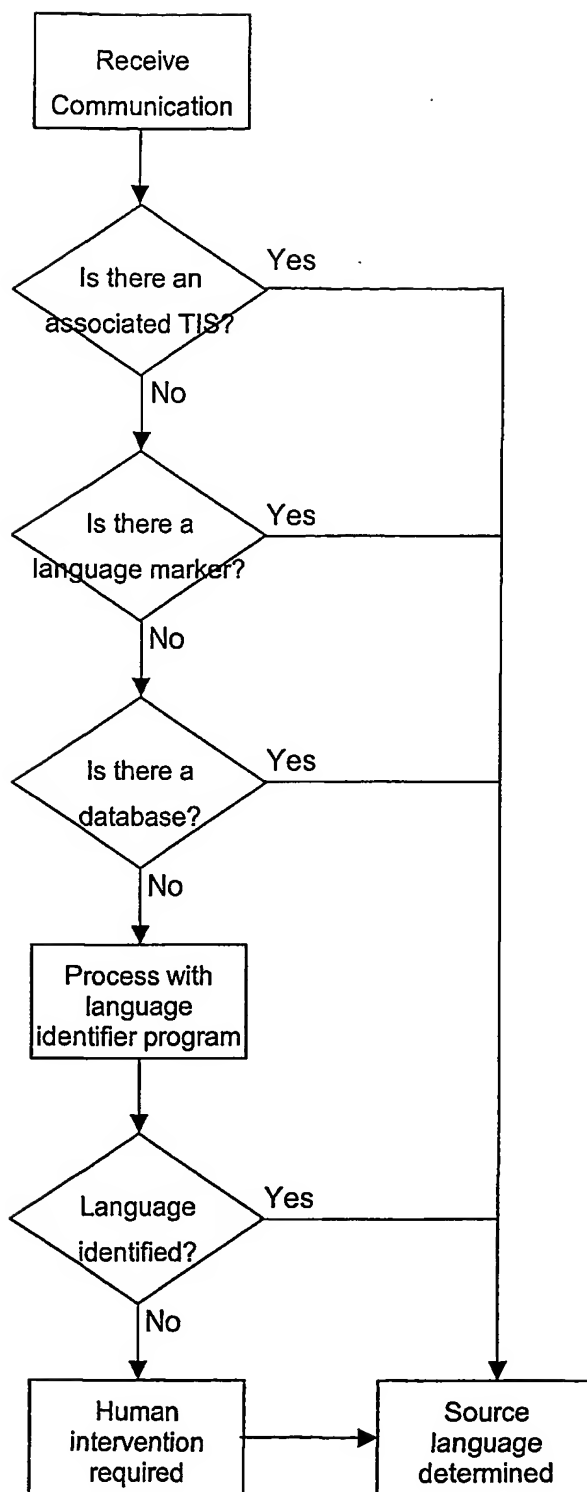 Receive
Communication
Is there an
associated TIS?
Yes
No
Is there a
language marker?
Yes
No
Is there a
database?
Yes
No
Process with
language
identifier program
Language
identified?
Yes
No
Human
intervention
required
Source
language
determined